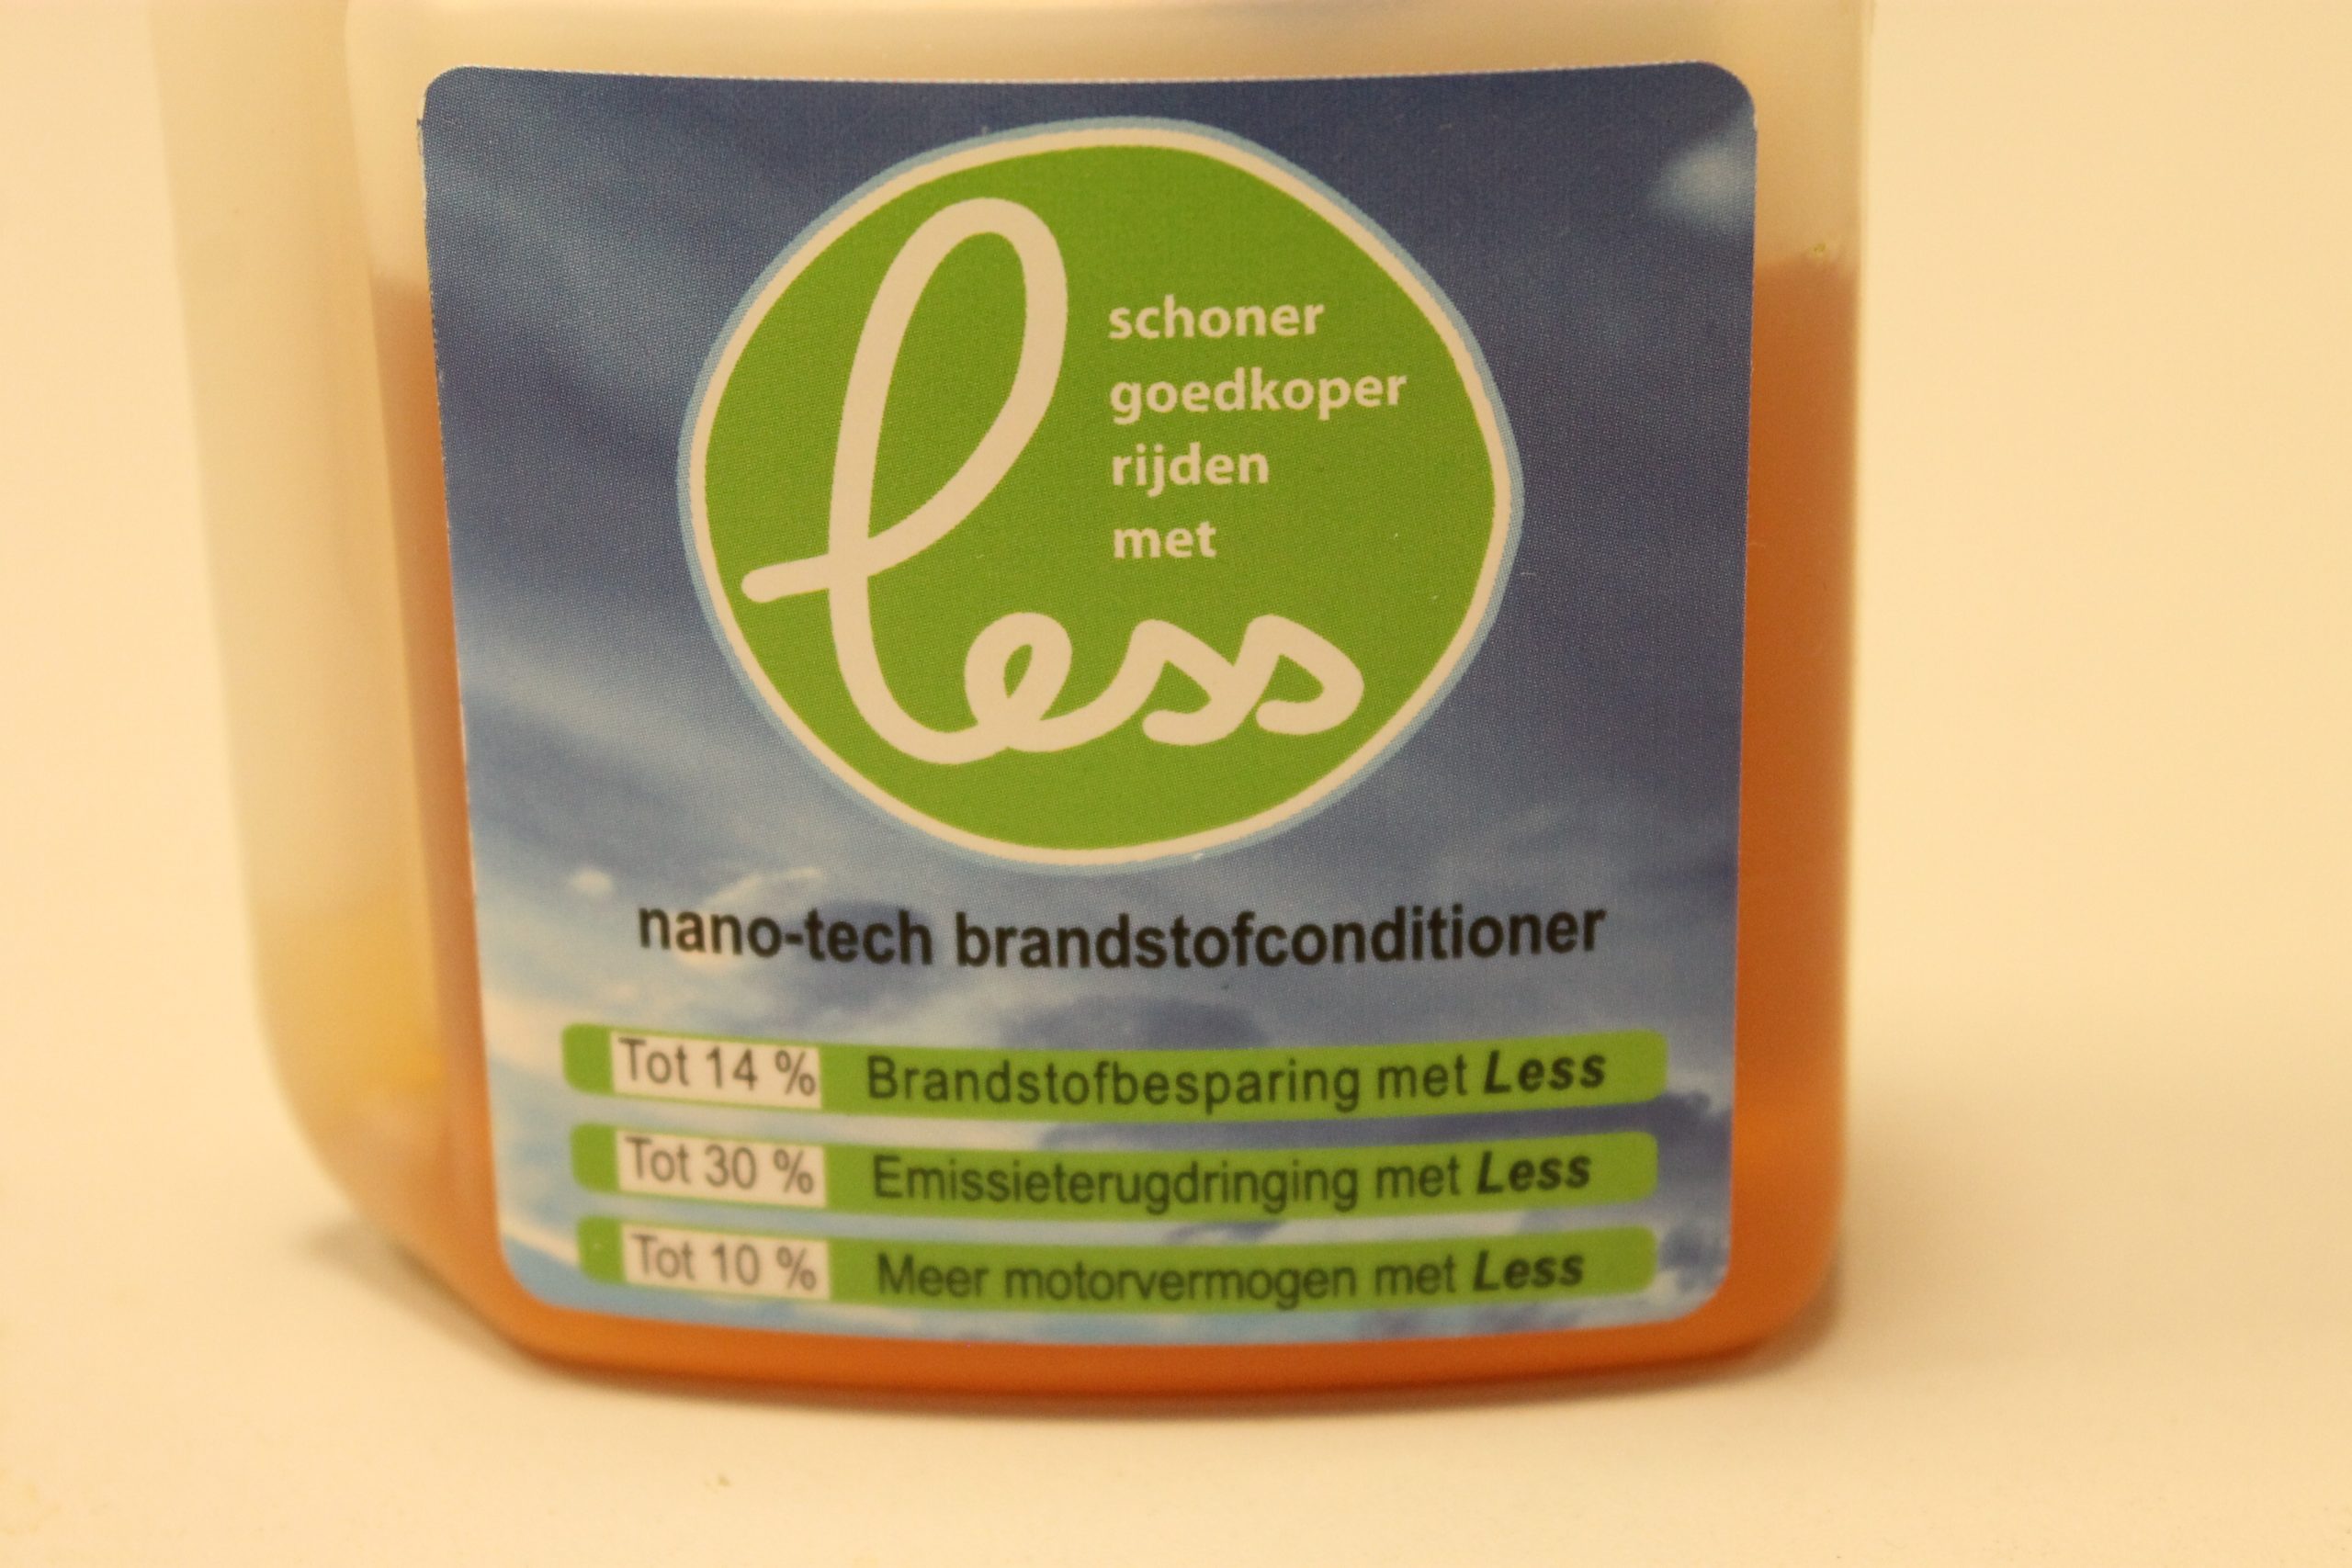 schoner
goedkoper
rijden
met
less
nano-tech brandstofconditioner
Tot 14 % Brandstofbesparing met Less
Tot 30 % Emissieterugdringing met Less
Tot 10 % Meer motorvermogen met Less